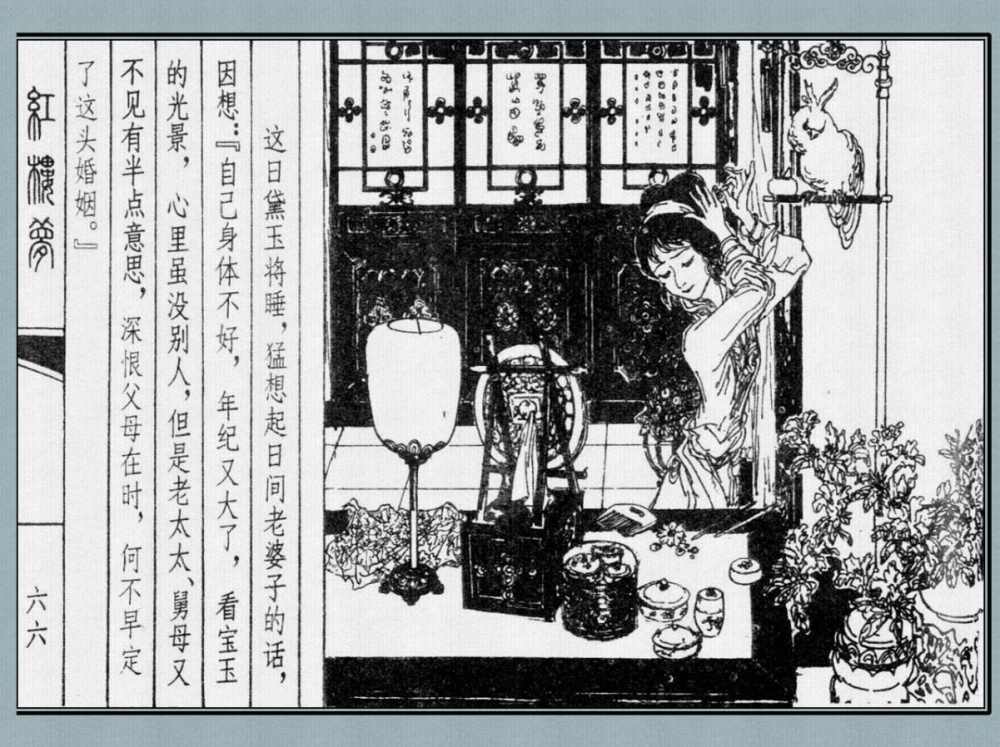 这日黛玉将睡，猛想起日间老婆子的话，
因想：『自己身体不好，年纪又大了，看宝玉
的光景，心里虽没别人，但是老太太、舅母又
不见有半点意思，深恨父母在时，何不早定
了这头婚姻。』
紅樓夢
六六